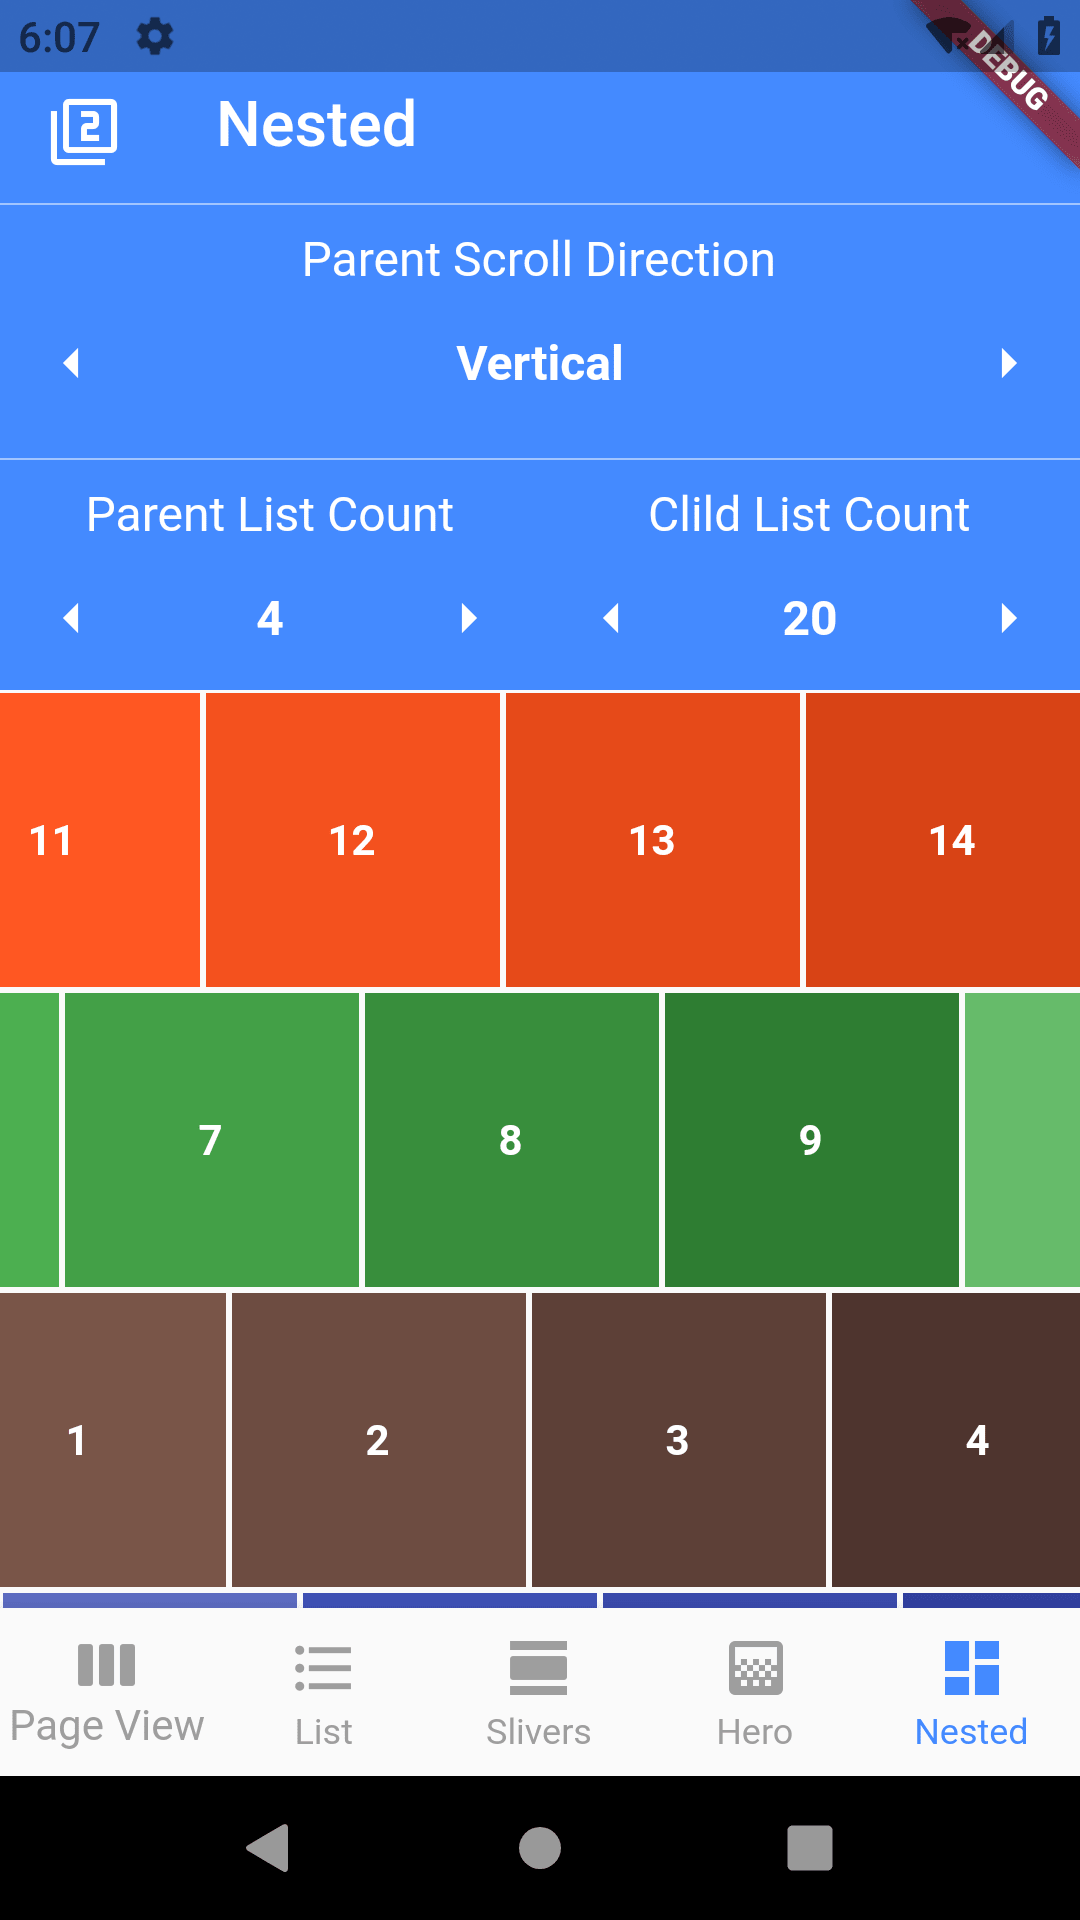 6:07
DEBUG
2
Nested
Parent Scroll Direction
Vertical
Parent List Count
Clild List Count
4
20
11
12
13
14
7
8
9
1
2
3
4
Page View
List
Slivers
Hero
Nested